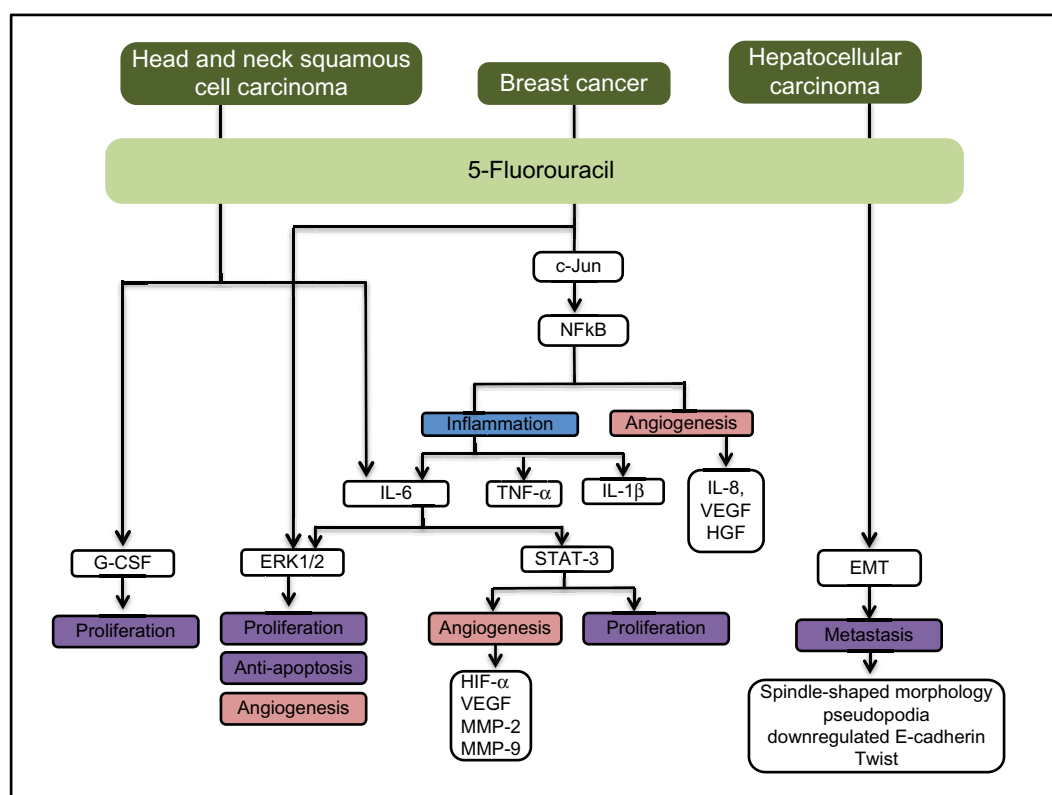 Head and neck squamous
cell carcinoma
Breast cancer
Hepatocellular
carcinoma
5-Fluorouracil
c-Jun
NFkB
Inflammation
Angiogenesis
IL-6
TNF-α
IL-1β
IL-8,
VEGF
HGF
G-CSF
ERK1/2
STAT-3
EMT
Proliferation
Proliferation
Anti-apoptosis
Angiogenesis
Angiogenesis
Proliferation
Metastasis
HIF-α
VEGF
MMP-2
MMP-9
Spindle-shaped morphology
pseudopodia
downregulated E-cadherin
Twist